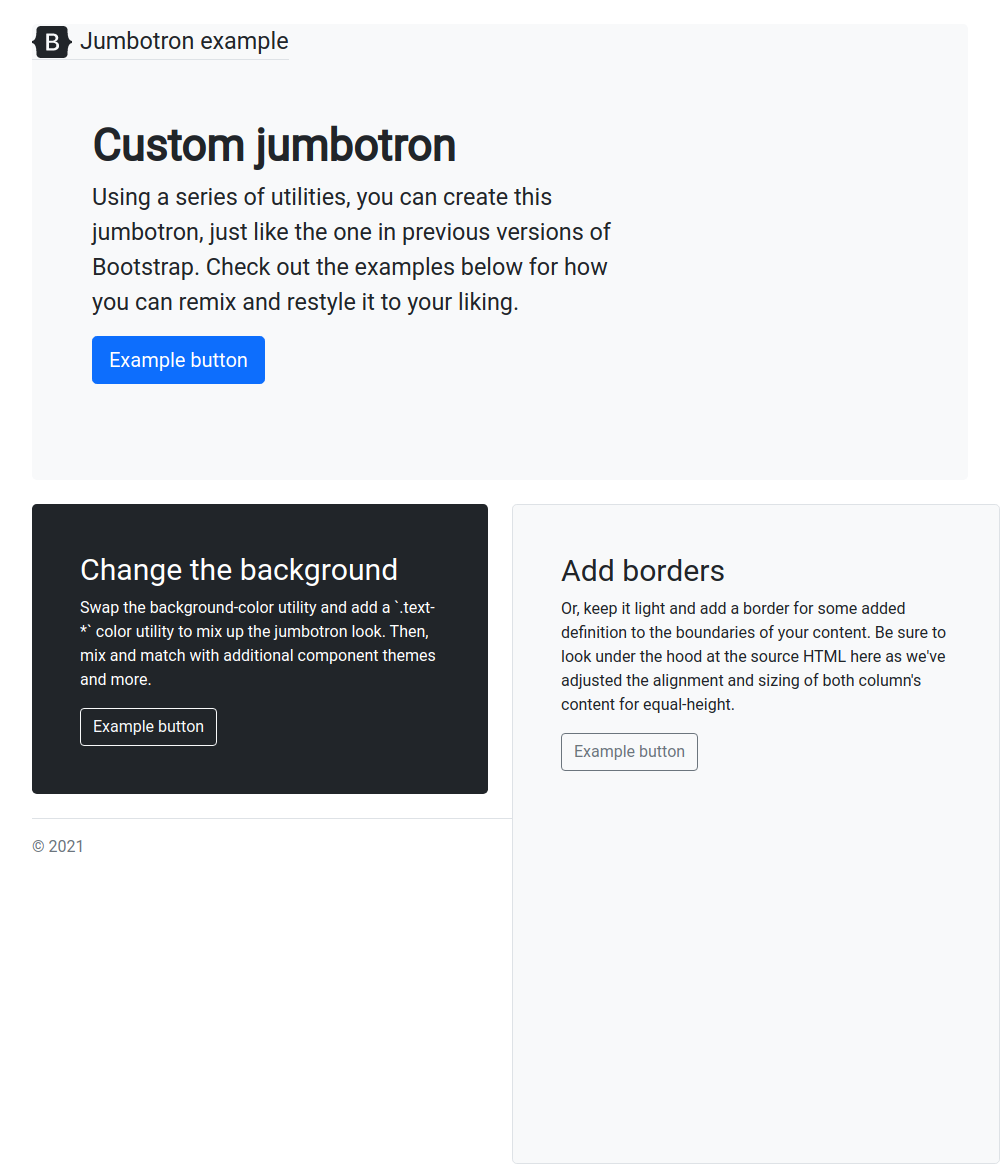 B Jumbotron example
Custom jumbotron
Using a series of utilities, you can create this
jumbotron, just like the one in previous versions of
Bootstrap. Check out the examples below for how
you can remix and restyle it to your liking.
Example button
Change the background
Swap the background-color utility and add a `.text-
*` color utility to mix up the jumbotron look. Then,
mix and match with additional component themes
and more.
Example button
Add borders
Or, keep it light and add a border for some added
definition to the boundaries of your content. Be sure to
look under the hood at the source HTML here as we've
adjusted the alignment and sizing of both column's
content for equal-height.
Example button
© 2021